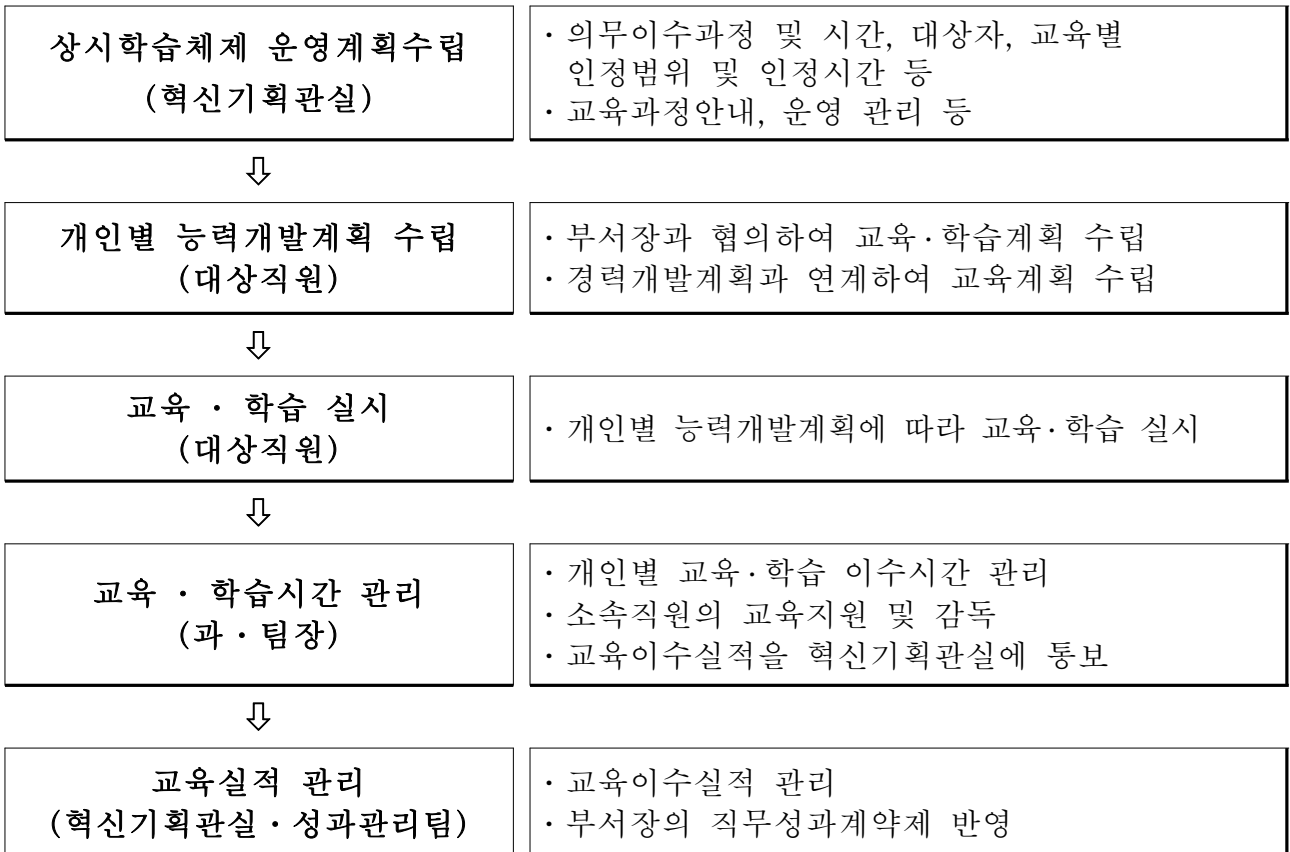 상시학습체제 운영계획수립
(혁신기획관실)
· 의무이수과정 및 시간, 대상자, 교육별
인정범위 및 인정시간 등
· 교육과정안내, 운영 관리 등
⇩
개인별 능력개발계획 수립
(대상직원)
· 부서장과 협의하여 교육·학습계획 수립
· 경력개발계획과 연계하여 교육계획 수립
⇩
교육 · 학습 실시
(대상직원)
· 개인별 능력개발계획에 따라 교육·학습 실시
⇩
교육 · 학습시간 관리
(과 · 팀장)
· 개인별 교육·학습 이수시간 관리
· 소속직원의 교육지원 및 감독
· 교육이수실적을 혁신기획관실에 통보
⇩
교육실적 관리
(혁신기획관실 · 성과관리팀)
· 교육이수실적 관리
· 부서장의 직무성과계약제 반영